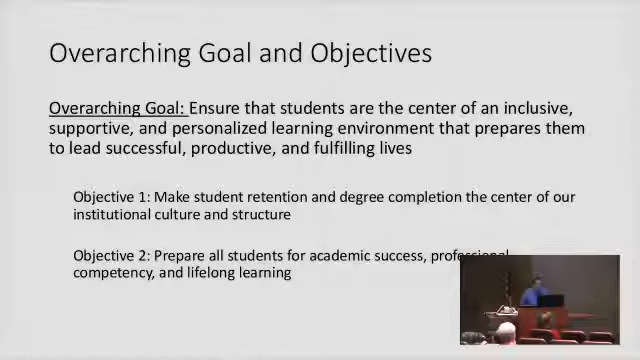 Overarching Goal and Objectives
Overarching Goal: Ensure that students are the center of an inclusive,
supportive, and personalized learning environment that prepares them
to lead successful, productive, and fulfilling lives
Objective 1: Make student retention and degree completion the center of our
institutional culture and structure
Objective 2: Prepare all students for academic success, professional
competency, and lifelong learning